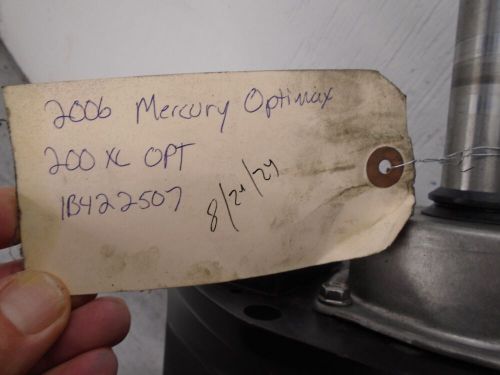 2006 Mercury Optimax
200 XL OPT
1B422507
8/21/24